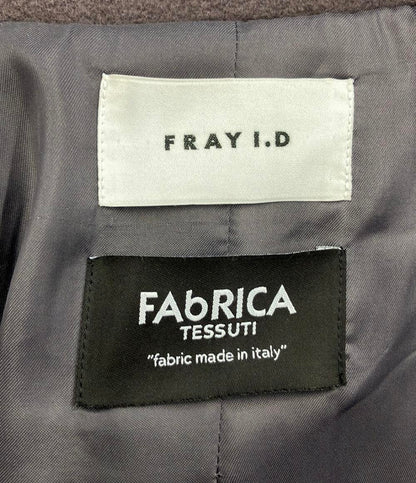 FRAY I.D
FAbRICA
TESSUTI
"fabric made in italy"